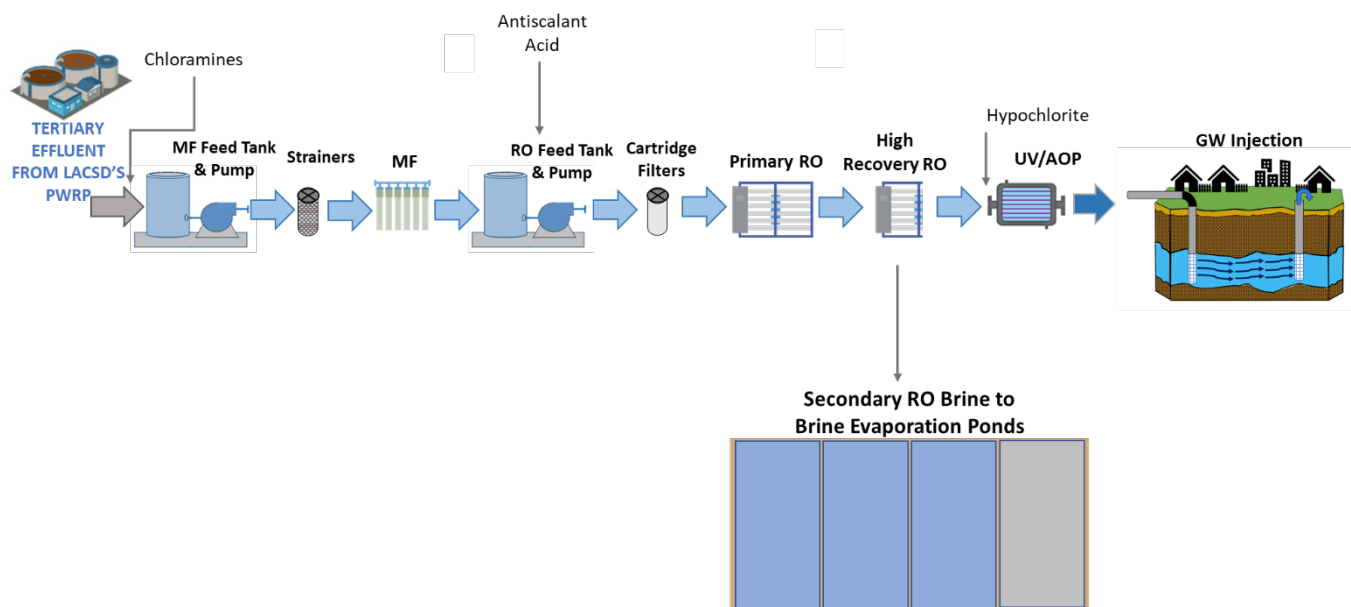 Antiscalant
Acid
Chloramines
Hypochlorite
TERTIARY
EFFLUENT
FROM LACSD'S
PWRP
MF Feed Tank
& Pump
Strainers
MF
RO Feed Tank
& Pump
Cartridge
Filters
Primary RO
High
Recovery RO
UV/AOP
GW Injection
Secondary RO Brine to
Brine Evaporation Ponds